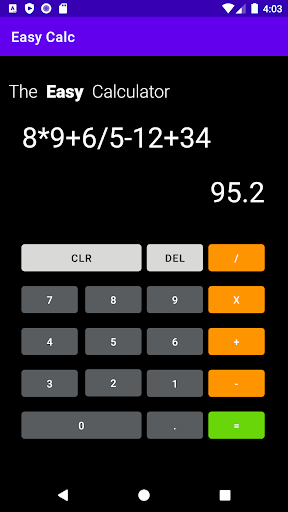 4:03
Easy Calc
The Easy Calculator
8*9+6/5-12+34
95.2
CLR DEL /
7 8 9 X
4 5 6 +
3 2 1 -
0 . =